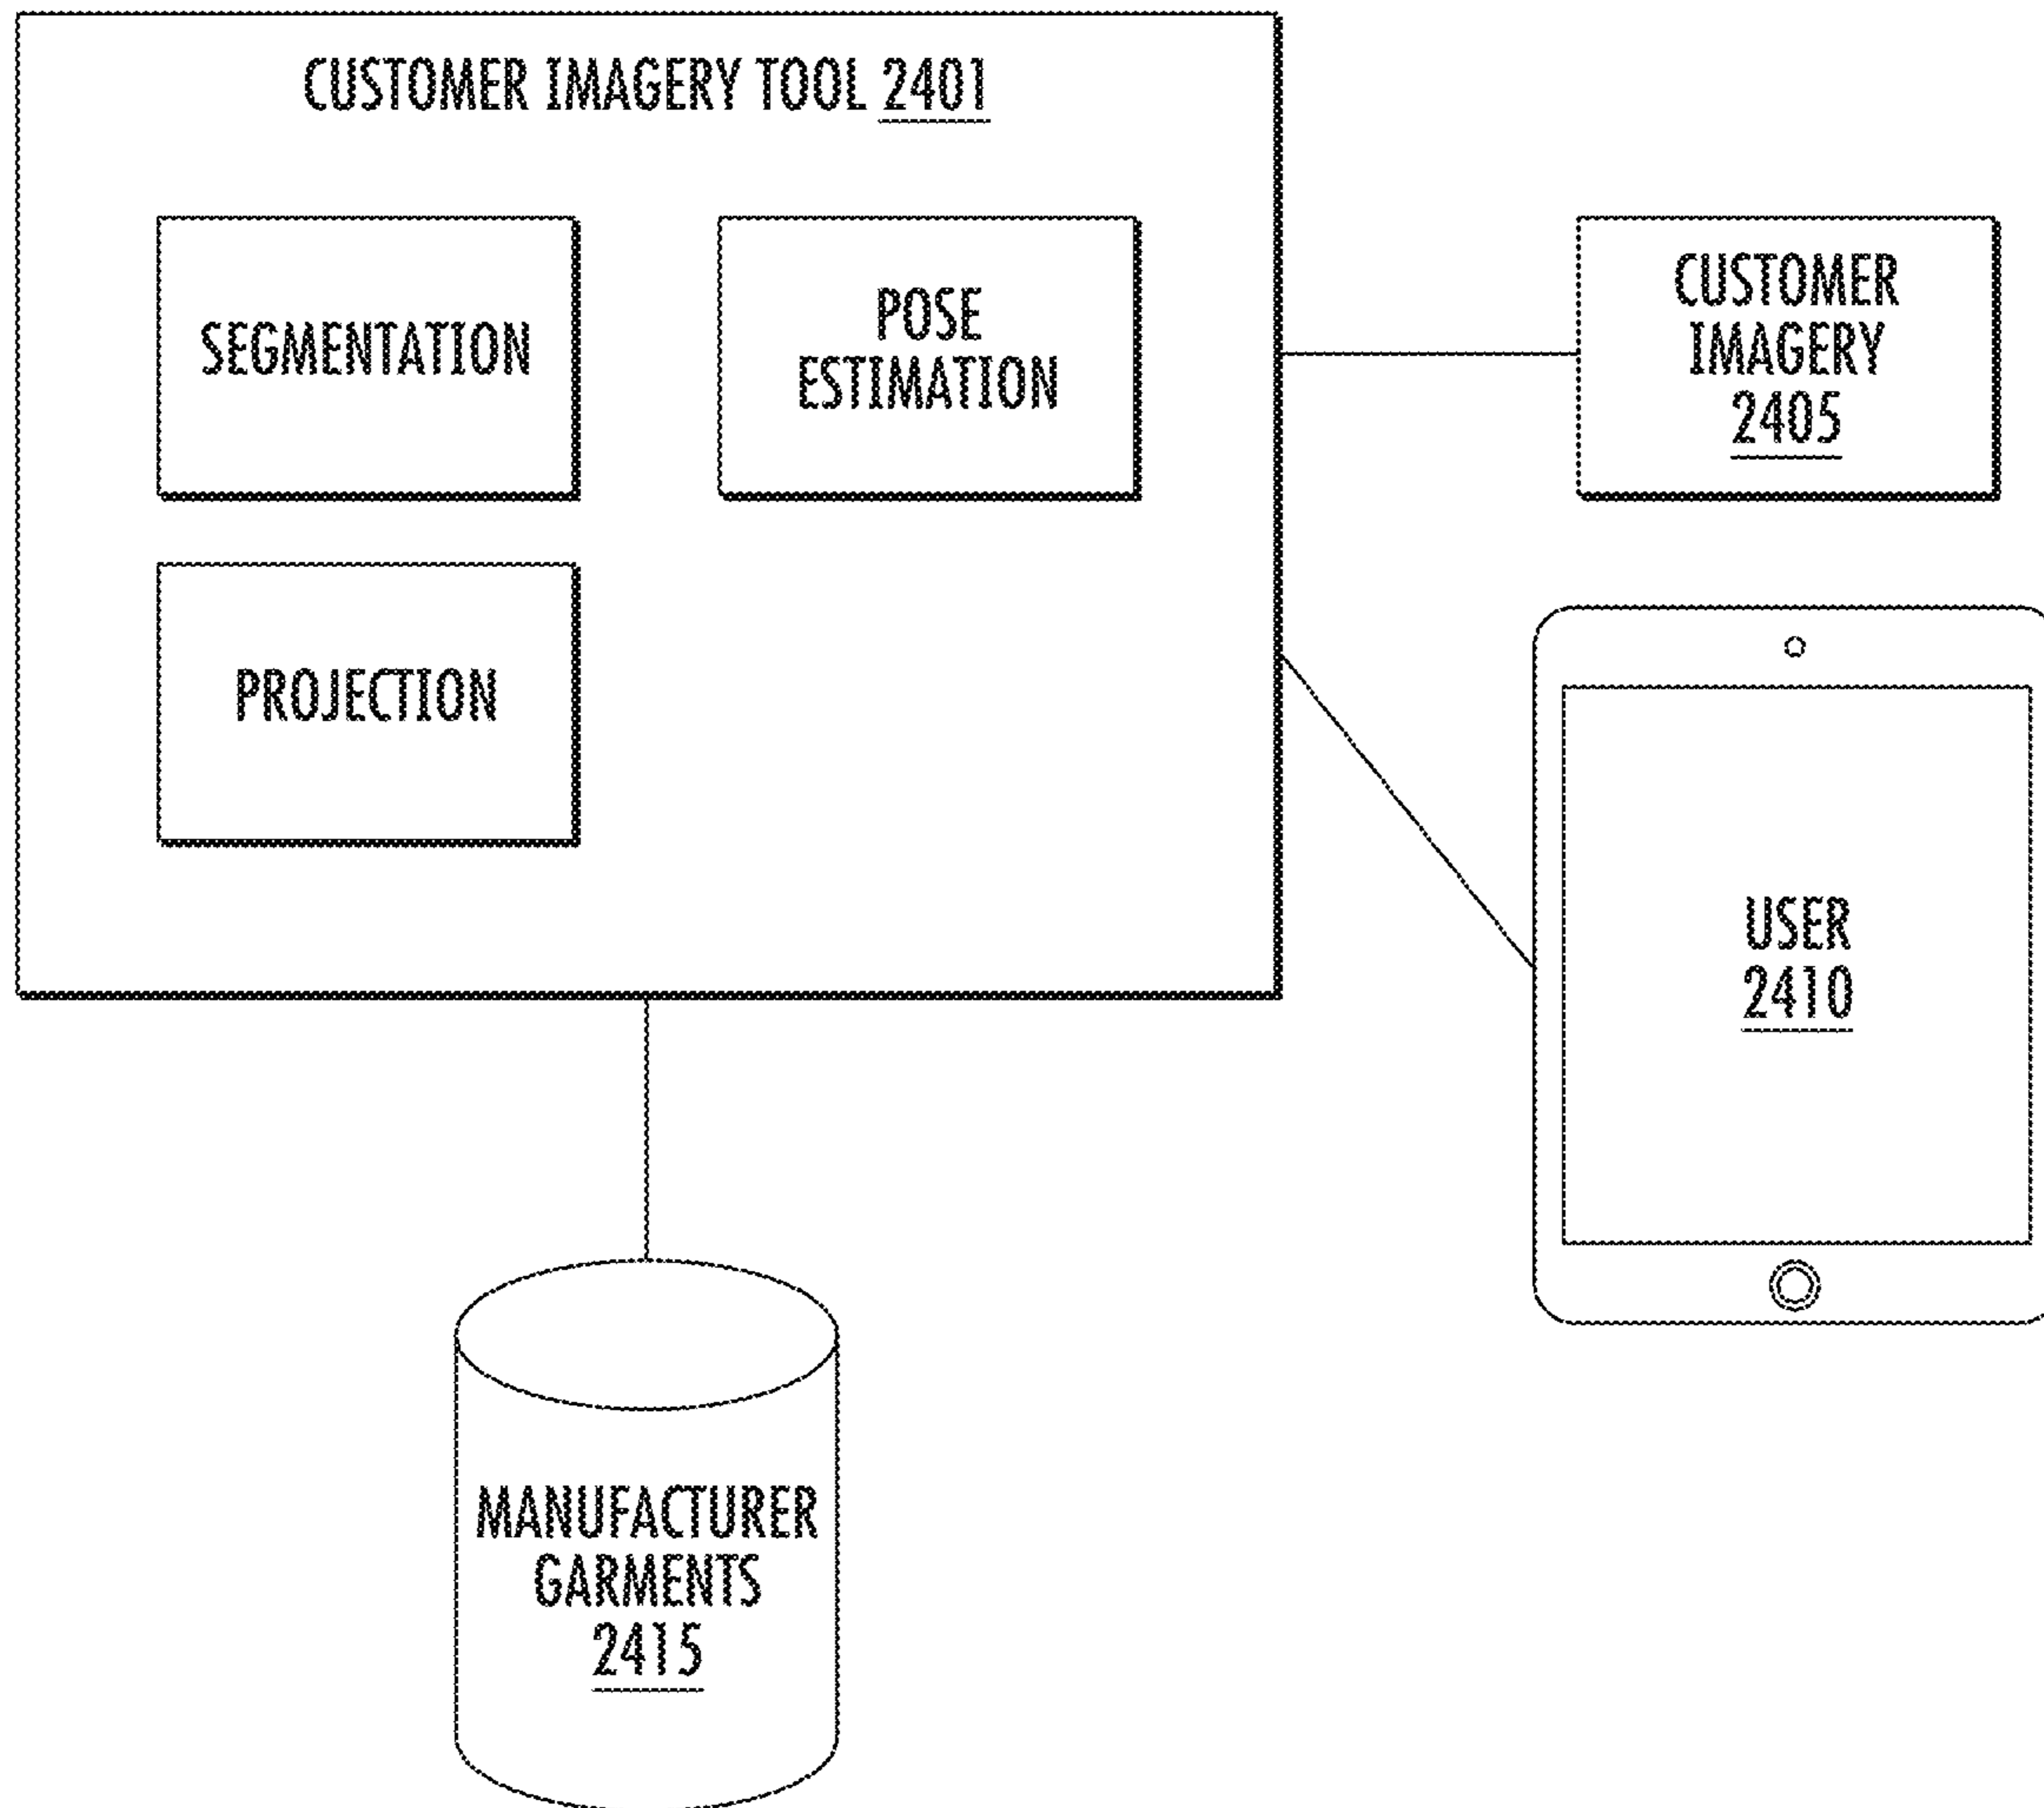 CUSTOMER IMAGERY TOOL 2401
SEGMENTATION
POSE
ESTIMATION
PROJECTION
CUSTOMER
IMAGERY
2405
USER
2410
MANUFACTURER
GARMENTS
2415